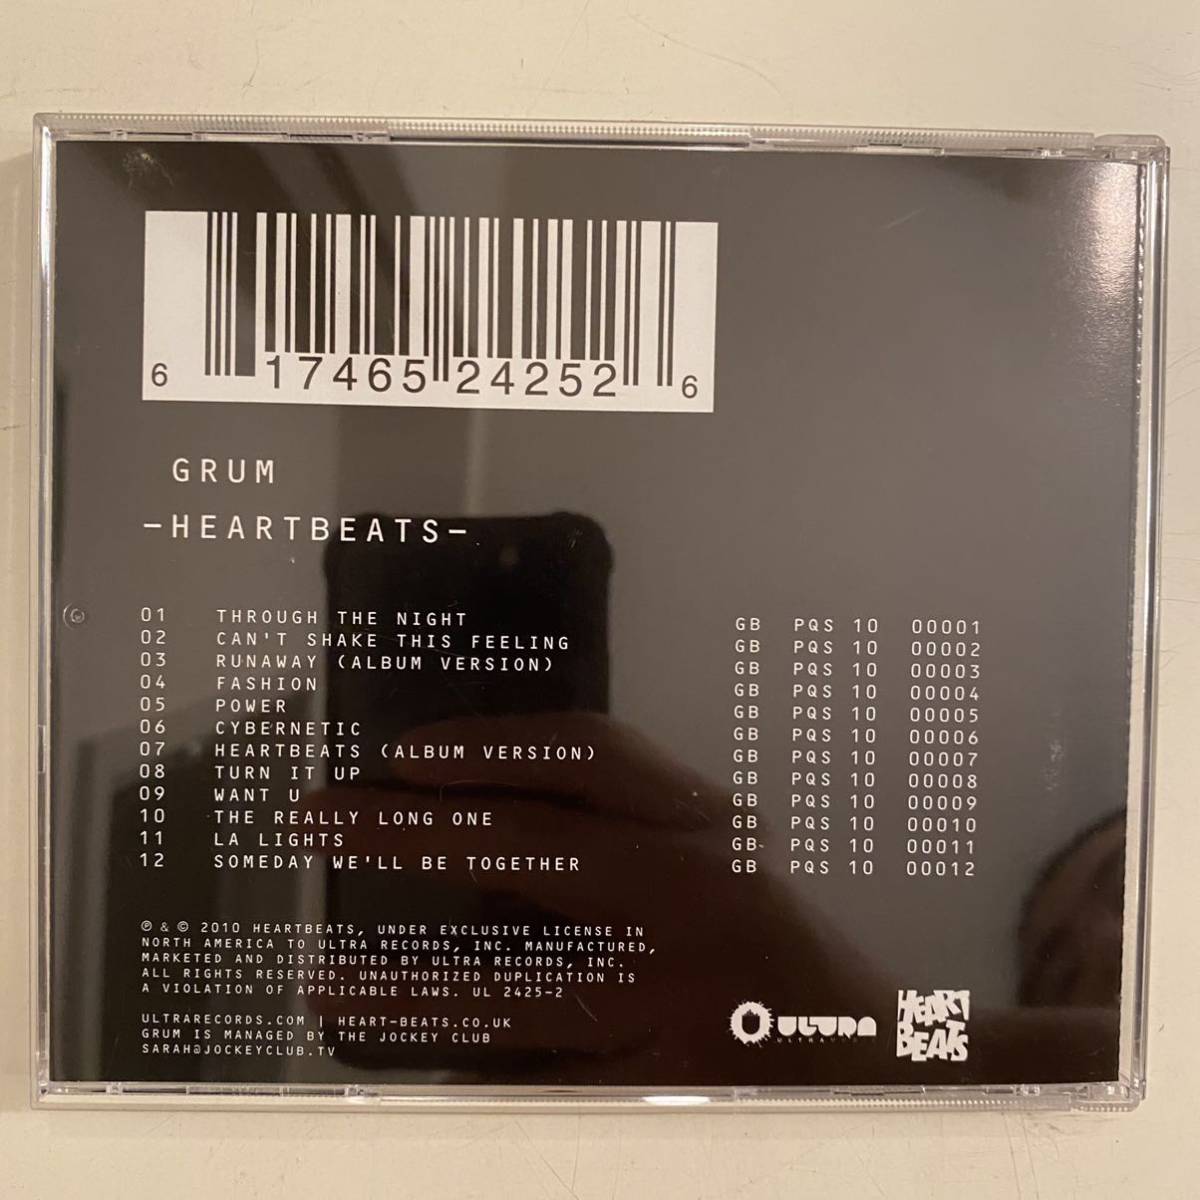 6 17465 24252 6
GRUM
-HEARTBEATS-
01 THROUGH THE NIGHT GB PQS 10 00001
02 CAN'T SHAKE THIS FEELING GB PQS 10 00002
03 RUNAWAY (ALBUM VERSION) GB PQS 10 00003
04 FASHION GB PQS 10 00004
05 POWER GB PQS 10 00005
06 CYBERNETIC GB PQS 10 00006
07 HEARTBEATS (ALBUM VERSION) GB PQS 10 00007
08 TURN IT UP GB PQS 10 00008
09 WANT U GB PQS 10 00009
10 THE REALLY LONG ONE GB PQS 10 00010
11 LA LIGHTS GB PQS 10 00011
12 SOMEDAY WE'LL BE TOGETHER GB PQS 10 00012
℗ & © 2010 HEARTBEATS, UNDER EXCLUSIVE LICENSE IN
NORTH AMERICA TO ULTRA RECORDS, INC. MANUFACTURED,
MARKETED AND DISTRIBUTED BY ULTRA RECORDS, INC.
ALL RIGHTS RESERVED. UNAUTHORIZED DUPLICATION IS
A VIOLATION OF APPLICABLE LAWS. UL 2425-2
ULTRARECORDS.COM | HEART-BEATS.CO.UK
GRUM IS MANAGED BY THE JOCKEY CLUB
SARAH@JOCKEYCLUB.TV
ULTRA
HEART
BEATS